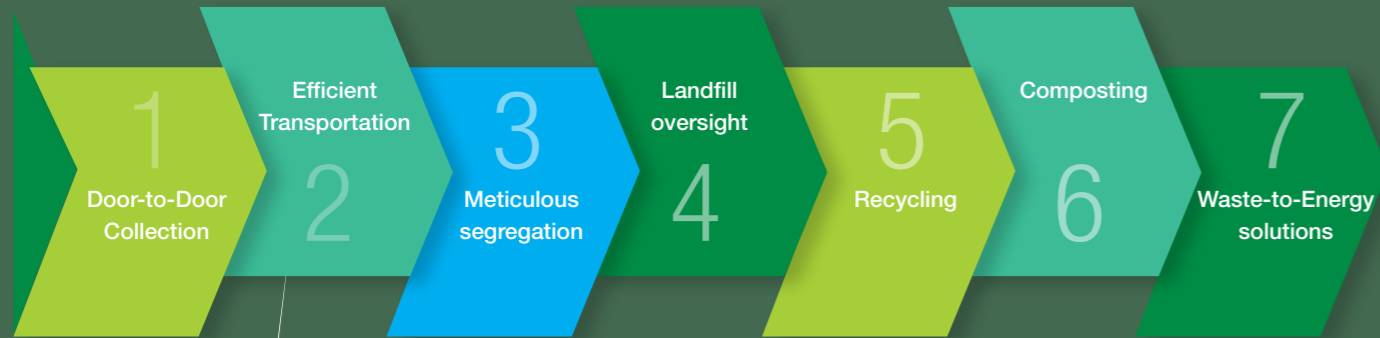 1
Door-to-Door
Collection
Efficient
Transportation
2
3
Meticulous
segregation
Landfill
oversight
4
5
Recycling
Composting
6
7
Waste-to-Energy
solutions